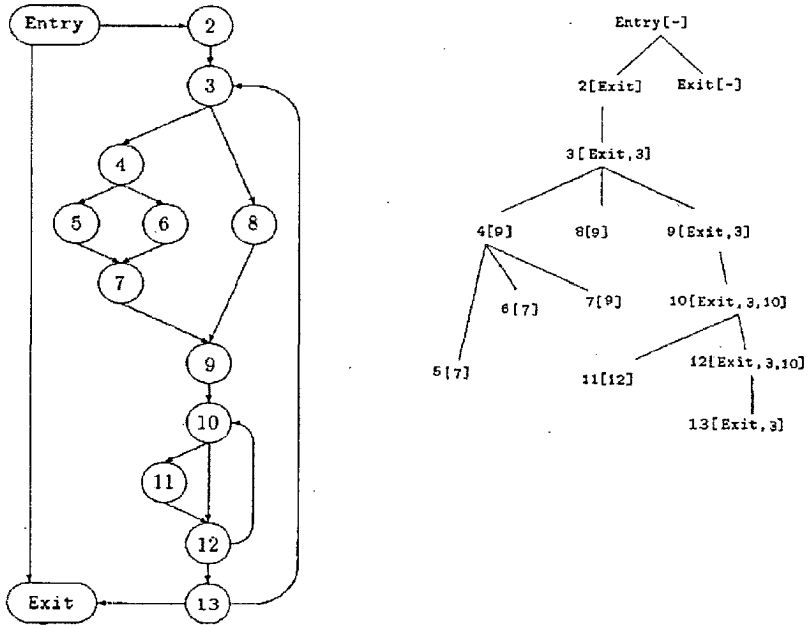 Entry
2
3
4
5
6
8
7
9
10
11
12
Exit
13
Entry[-]
2[Exit]
Exit[-]
3[Exit,3]
4[9]
8[9]
9[Exit,3]
6[7]
7[9]
10[Exit,3,10]
5[7]
11[12]
12[Exit,3,10]
13[Exit,3]